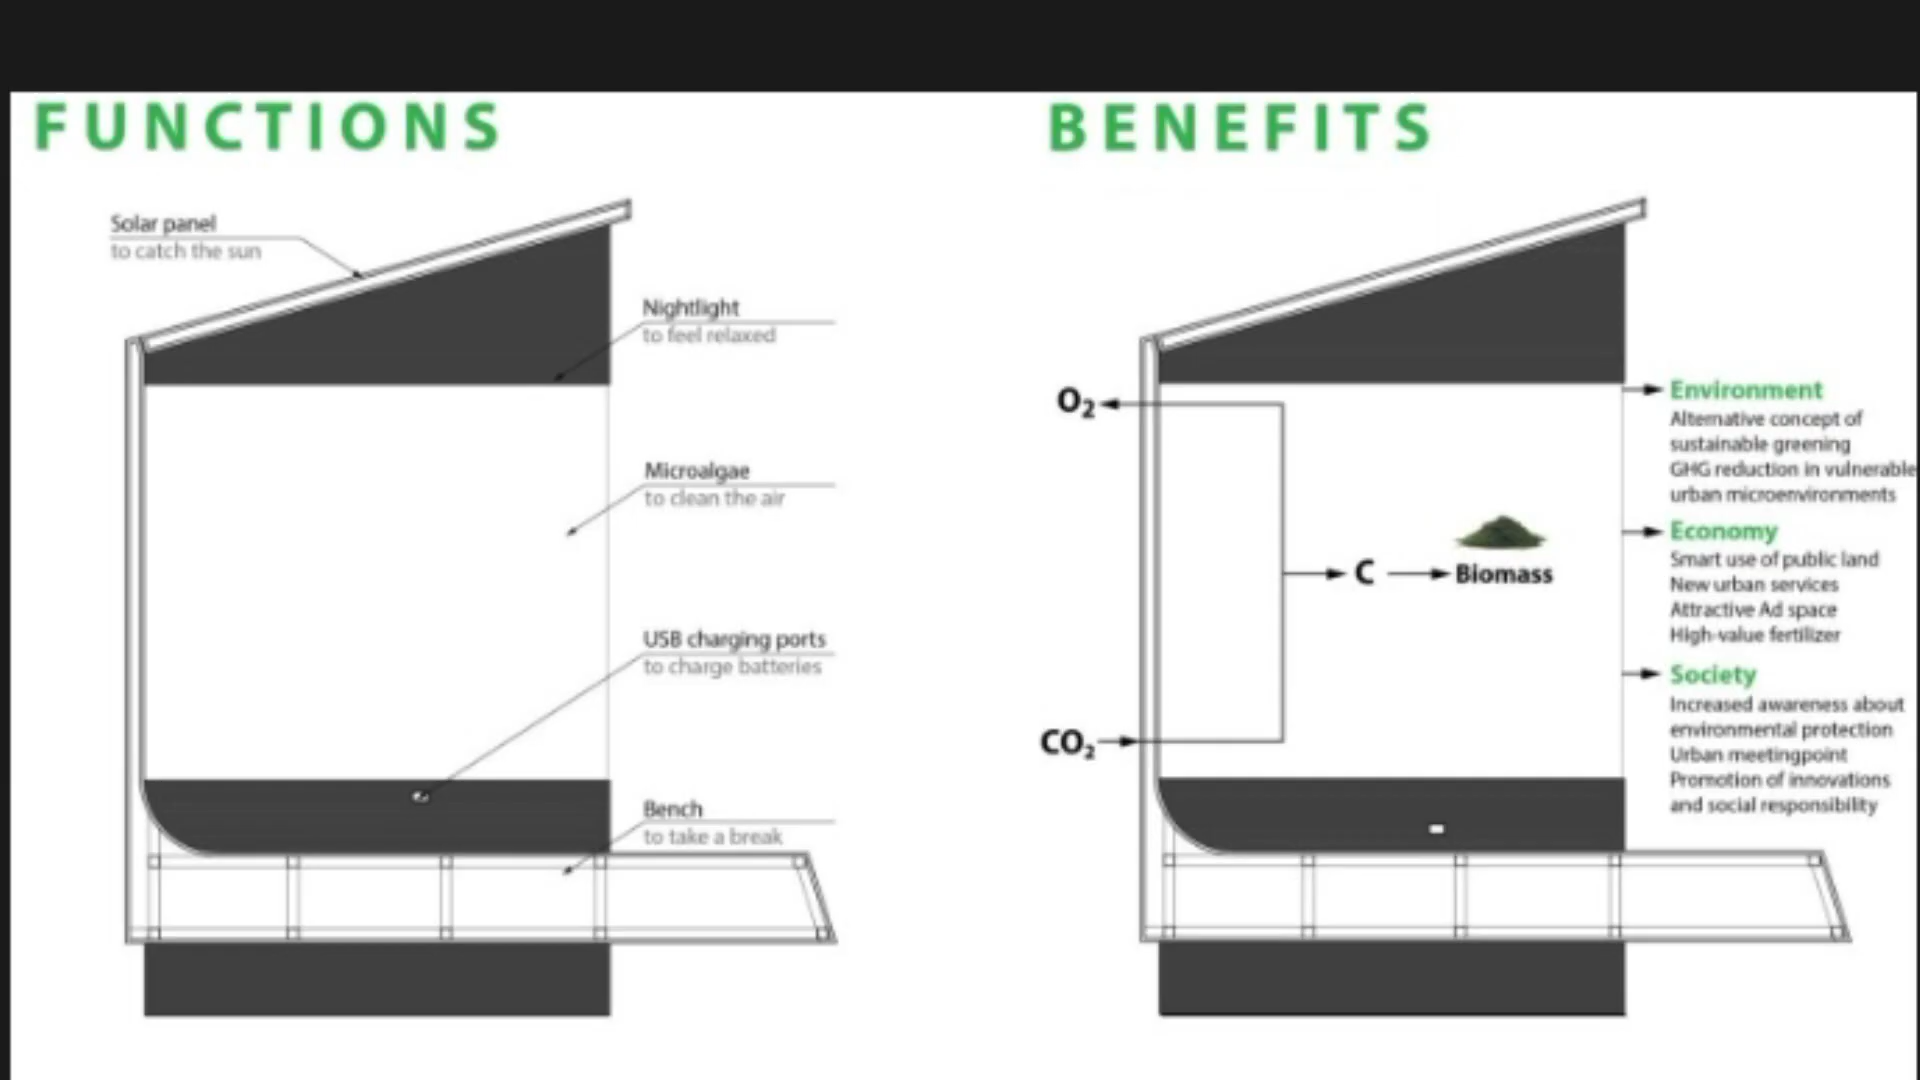 FUNCTIONS
Solar panel
to catch the sun
Nightlight
to feel relaxed
Microalgae
to clean the air
USB charging ports
to charge batteries
Bench
to take a break
BENEFITS
O2
CO2
C
Biomass
Environment
Alternative concept of
sustainable greening
GHG reduction in vulnerable
urban microenvironments
Economy
Smart use of public land
New urban services
Attractive Ad space
High-value fertilizer
Society
Increased awareness about
environmental protection
Urban meetingpoint
Promotion of innovations
and social responsibility